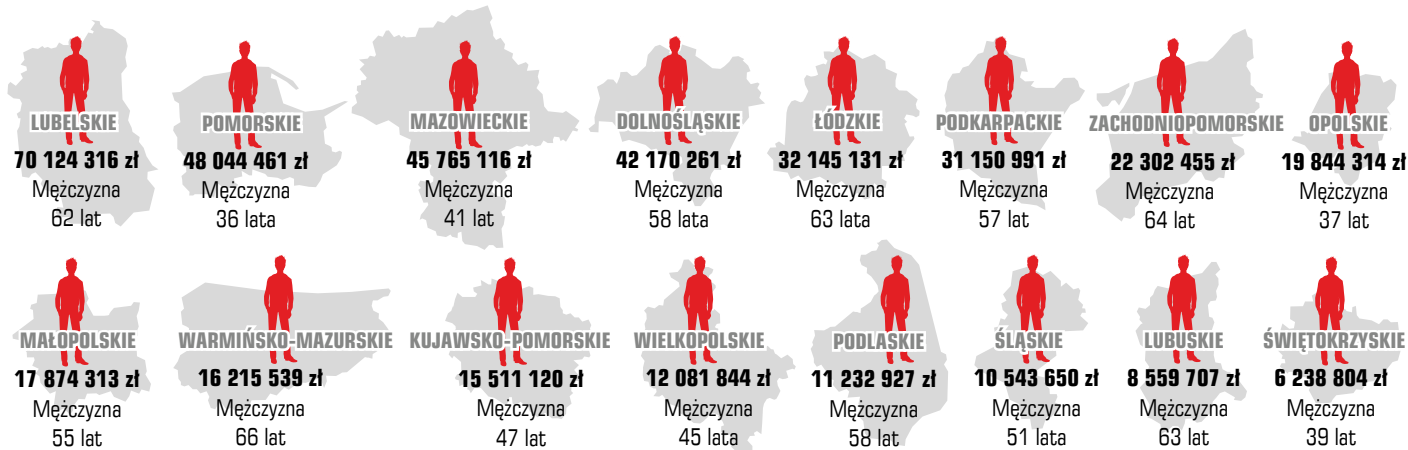 LUBELSKIE
70 124 316 zł
Mężczyzna
62 lat
POMORSKIE
48 044 461 zł
Mężczyzna
36 lata
MAZOWIECKIE
45 765 116 zł
Mężczyzna
41 lat
DOLNOŚLĄSKIE
42 170 261 zł
Mężczyzna
58 lata
ŁÓDZKIE
32 145 131 zł
Mężczyzna
63 lata
PODKARPACKIE
31 150 991 zł
Mężczyzna
57 lat
ZACHODNIOPOMORSKIE
22 302 455 zł
Mężczyzna
64 lat
OPOLSKIE
19 844 314 zł
Mężczyzna
37 lat
MAŁOPOLSKIE
17 874 313 zł
Mężczyzna
55 lat
WARMIŃSKO-MAZURSKIE
16 215 539 zł
Mężczyzna
66 lat
KUJAWSKO-POMORSKIE
15 511 120 zł
Mężczyzna
47 lat
WIELKOPOLSKIE
12 081 844 zł
Mężczyzna
45 lata
PODLASKIE
11 232 927 zł
Mężczyzna
58 lat
ŚLĄSKIE
10 543 650 zł
Mężczyzna
51 lata
LUBUSKIE
8 559 707 zł
Mężczyzna
63 lat
ŚWIĘTOKRZYSKIE
6 238 804 zł
Mężczyzna
39 lat